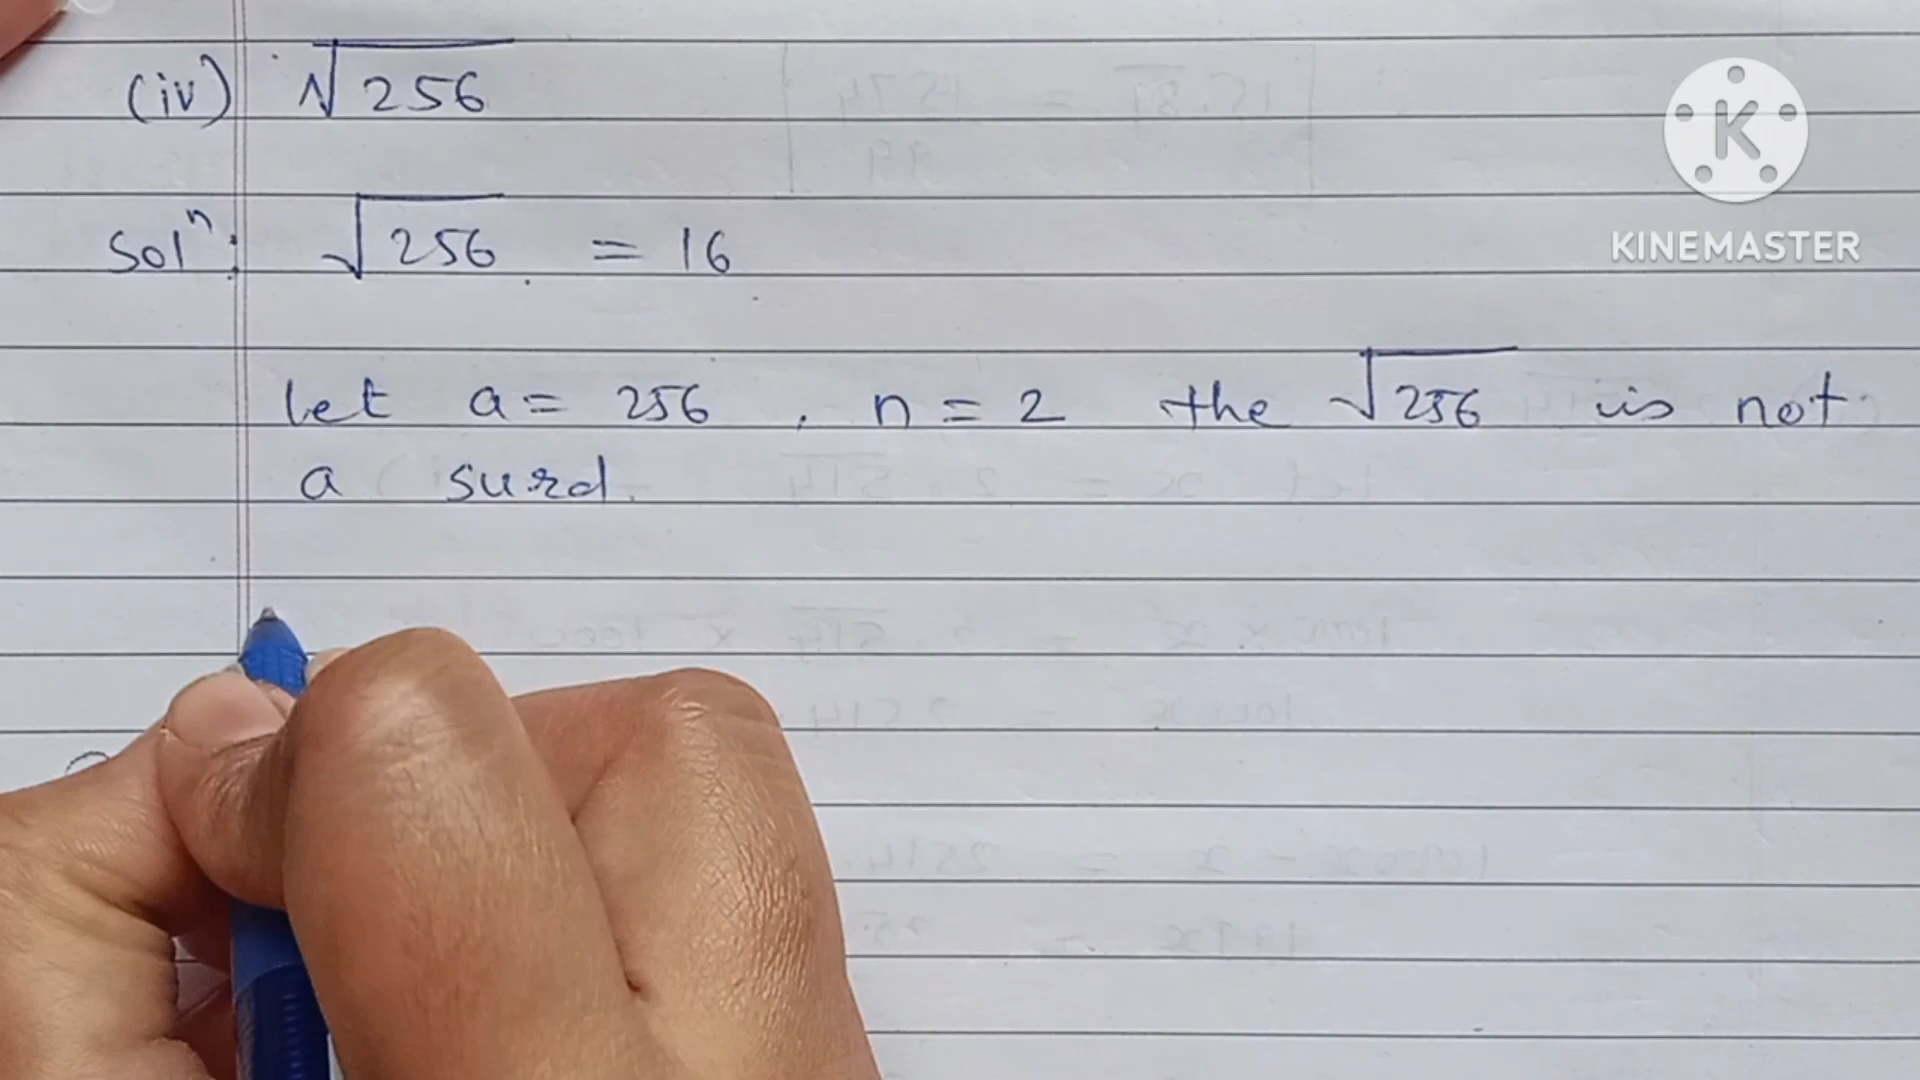 (iv) √256
K
KINEMASTER
Solⁿ: √256 = 16
let a = 256 , n = 2 the √256 is not
a surd.